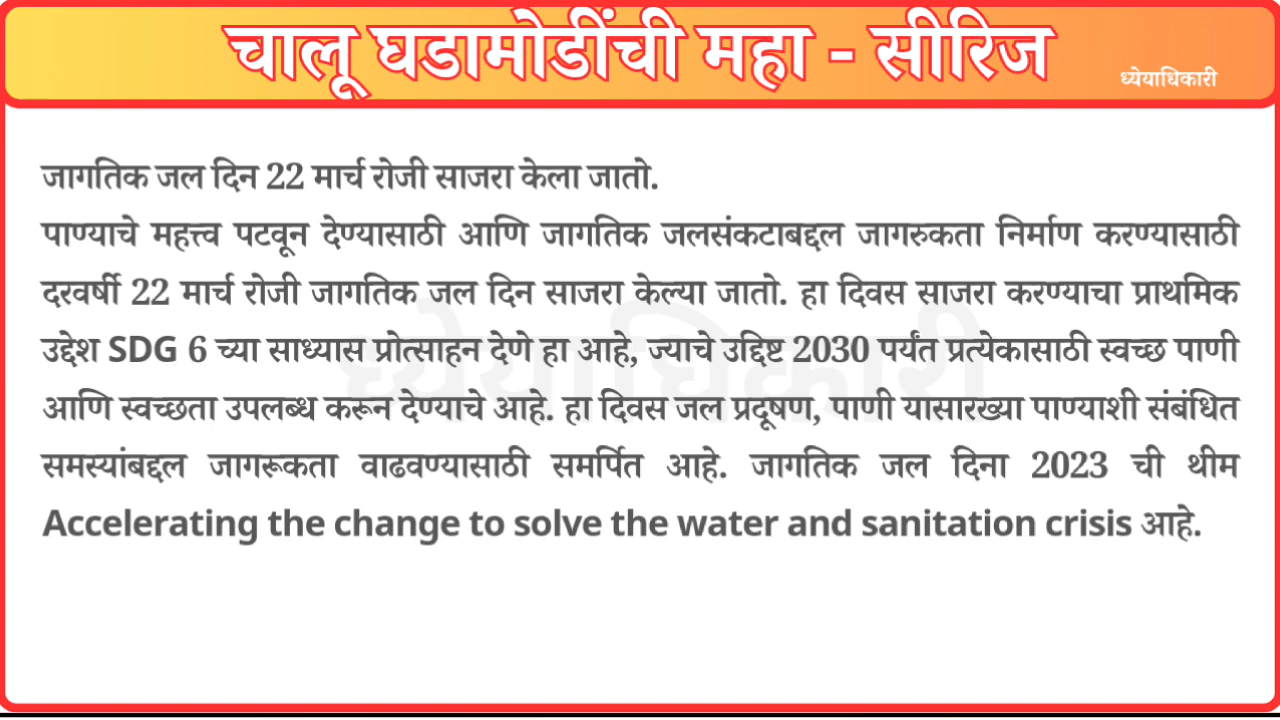 चालू घडामोडींची महा - सीरिज
ध्येयाधिकारी
जागतिक जल दिन 22 मार्च रोजी साजरा केला जातो.
पाण्याचे महत्त्व पटवून देण्यासाठी आणि जागतिक जलसंकटाबद्दल जागरुकता निर्माण करण्यासाठी
दरवर्षी 22 मार्च रोजी जागतिक जल दिन साजरा केल्या जातो. हा दिवस साजरा करण्याचा प्राथमिक
उद्देश SDG 6 च्या साध्यास प्रोत्साहन देणे हा आहे, ज्याचे उद्दिष्ट 2030 पर्यंत प्रत्येकासाठी स्वच्छ पाणी
आणि स्वच्छता उपलब्ध करून देण्याचे आहे. हा दिवस जल प्रदूषण, पाणी यासारख्या पाण्याशी संबंधित
समस्यांबद्दल जागरूकता वाढवण्यासाठी समर्पित आहे. जागतिक जल दिना 2023 ची थीम
Accelerating the change to solve the water and sanitation crisis आहे.
ध्येयाधिकारी